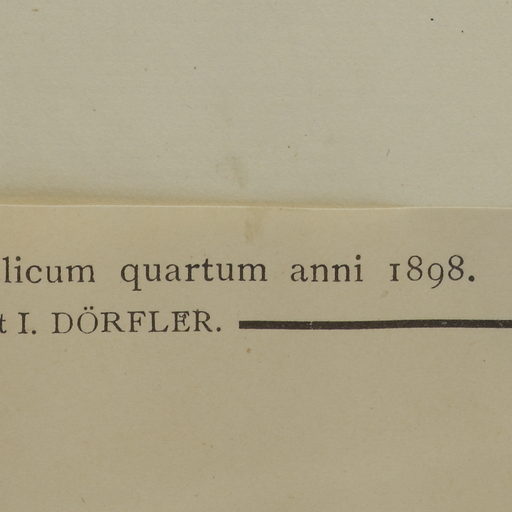 licum quartum anni 1898.
t I. DÖRFLER.